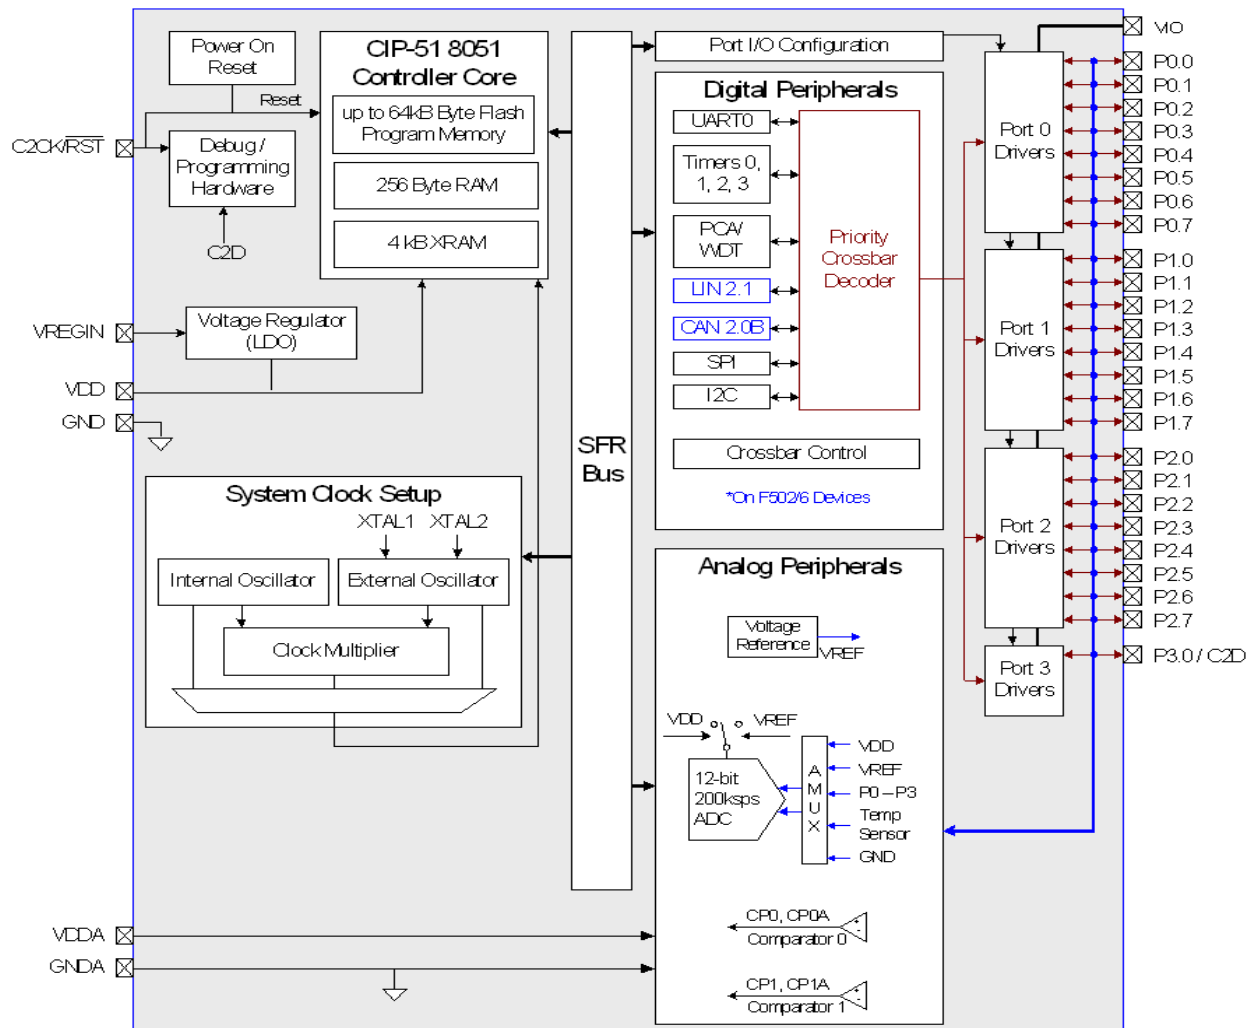 Power On
Reset
Reset
C2CK/RST
Debug /
Programming
Hardware
C2D
CIP-51 8051
Controller Core
up to 64kB Byte Flash
Program Memory
256 Byte RAM
4 kB XRAM
VREGIN
Voltage Regulator
(LDO)
VDD
GND
System Clock Setup
XTAL1
XTAL2
Internal Oscillator
External Oscillator
Clock Multiplier
SFR
Bus
Port I/O Configuration
Digital Peripherals
UART0
Timers 0,
1, 2, 3
PCA/
WDT
LIN 2.1
CAN 2.0B
SPI
I2C
Priority
Crossbar
Decoder
Crossbar Control
*On F502/6 Devices
Analog Peripherals
Voltage
Reference
VREF
VDD
VREF
12-bit
200ksps
ADC
A
M
U
X
VDD
VREF
P0 – P3
Temp
Sensor
GND
CP0, CP0A
Comparator 0
CP1, CP1A
Comparator 1
VDDA
GNDA
Port 0
Drivers
Port 1
Drivers
Port 2
Drivers
Port 3
Drivers
VIO
P0.0
P0.1
P0.2
P0.3
P0.4
P0.5
P0.6
P0.7
P1.0
P1.1
P1.2
P1.3
P1.4
P1.5
P1.6
P1.7
P2.0
P2.1
P2.2
P2.3
P2.4
P2.5
P2.6
P2.7
P3.0 / C2D